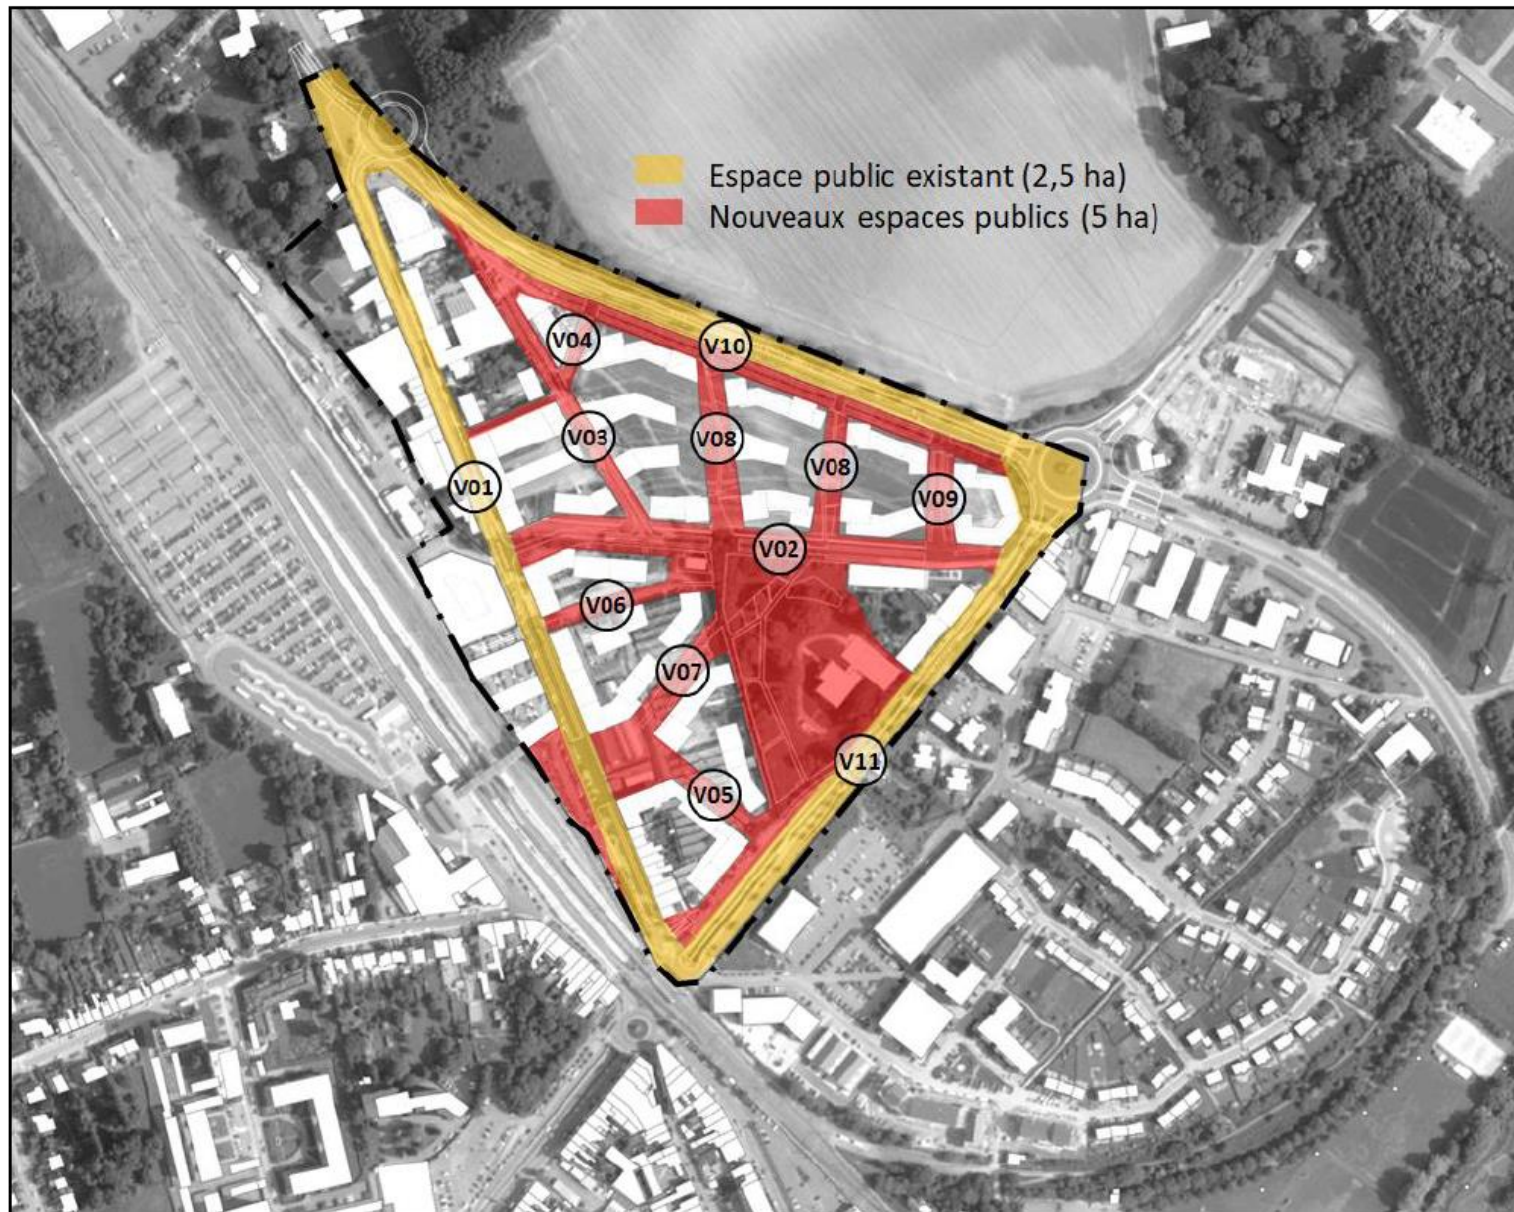 Espace public existant (2,5 ha)
Nouveaux espaces publics (5 ha)
V04
V10
V03
V08
V08
V01
V09
V02
V06
V07
V11
V05